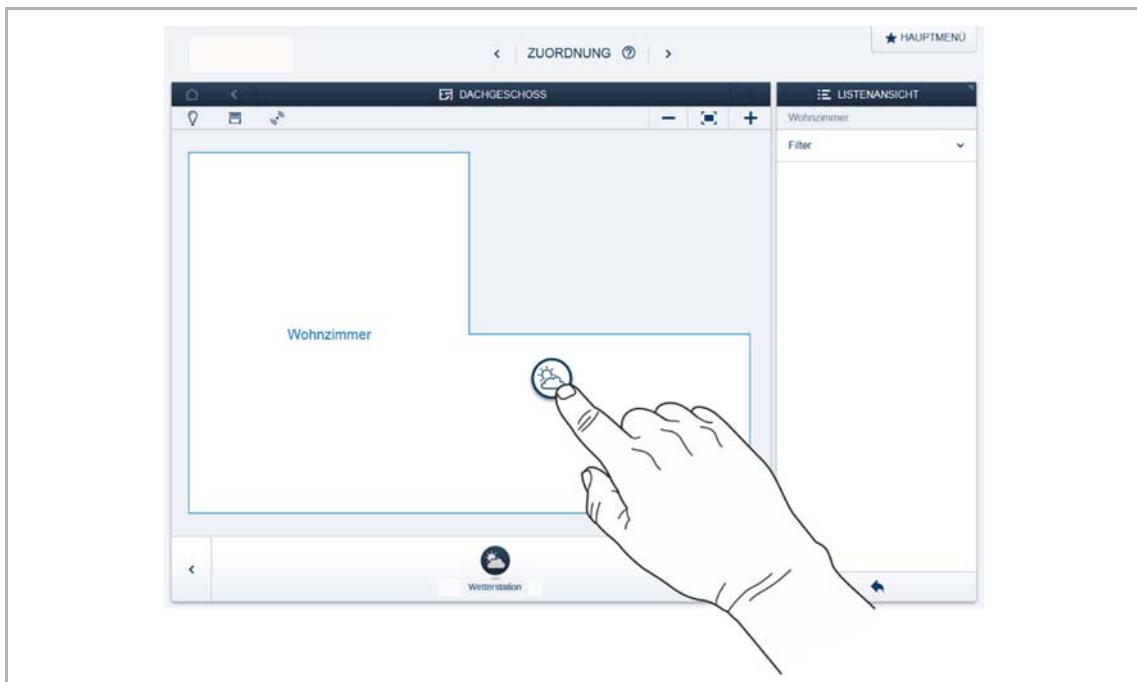 HAUPTMENÜ
ZUORDNUNG
DACHGESCHOSS
LISTENANSICHT
Wohnzimmer
Filter
Wohnzimmer
Wetterstation